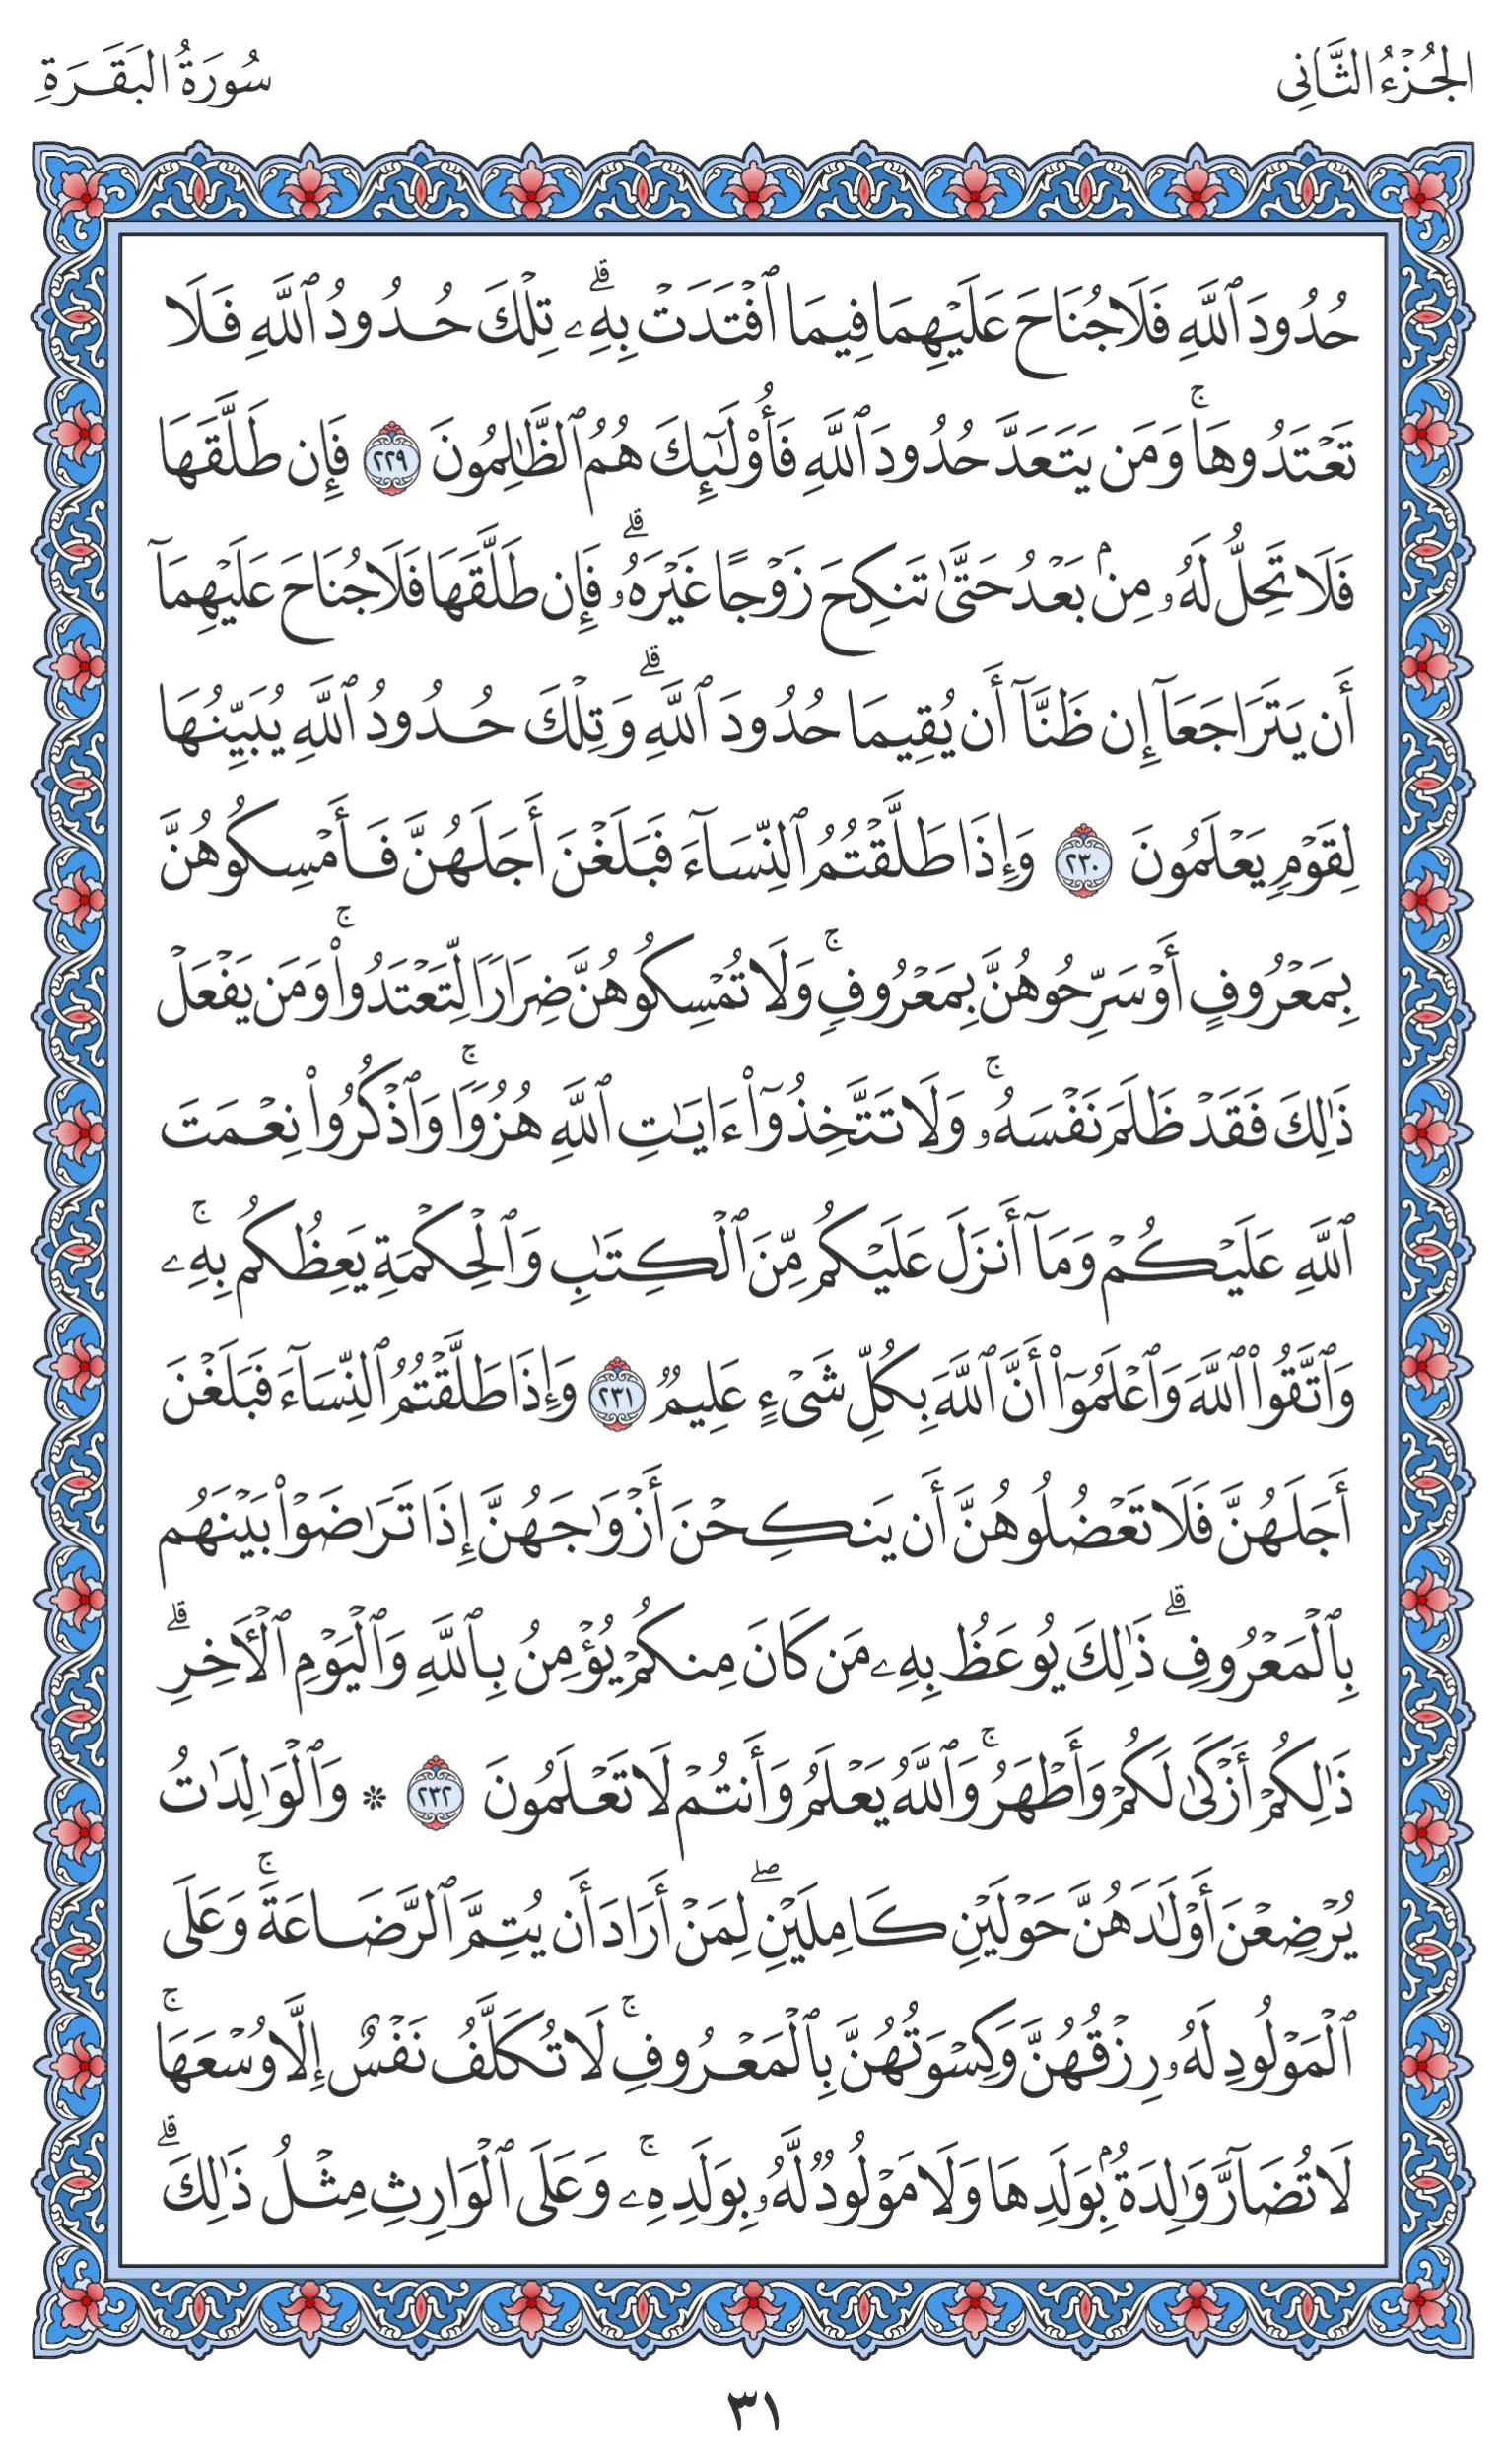 الجُزْءُ الثَّانِي
سُورَةُ البَقَرَةِ
حُدُودَ ٱللَّهِ فَلَا جُنَاحَ عَلَيْهِمَا فِيمَا ٱفْتَدَتْ بِهِۦۗ تِلْكَ حُدُودُ ٱللَّهِ فَلَا
تَعْتَدُوهَاۚ وَمَن يَتَعَدَّ حُدُودَ ٱللَّهِ فَأُو۟لَٰٓئِكَ هُمُ ٱلظَّٰلِمُونَ ٢٢٩ فَإِن طَلَّقَهَا
فَلَا تَحِلُّ لَهُۥ مِنۢ بَعْدُ حَتَّىٰ تَنكِحَ زَوْجًا غَيْرَهُۥۗ فَإِن طَلَّقَهَا فَلَا جُنَاحَ عَلَيْهِمَآ
أَن يَتَرَاجَعَآ إِن ظَنَّآ أَن يُقِيمَا حُدُودَ ٱللَّهِۗ وَتِلْكَ حُدُودُ ٱللَّهِ يُبَيِّنُهَا
لِقَوْمٍ يَعْلَمُونَ ٢٣٠ وَإِذَا طَلَّقْتُمُ ٱلنِّسَآءَ فَبَلَغْنَ أَجَلَهُنَّ فَأَمْسِكُوهُنَّ
بِمَعْرُوفٍ أَوْ سَرِّحُوهُنَّ بِمَعْرُوفٍۚ وَلَا تُمْسِكُوهُنَّ ضِرَارًا لِّتَعْتَدُوا۟ۚ وَمَن يَفْعَلْ
ذَٰلِكَ فَقَدْ ظَلَمَ نَفْسَهُۥۚ وَلَا تَتَّخِذُوٓا۟ ءَايَٰتِ ٱللَّهِ هُزُوًاۚ وَٱذْكُرُوا۟ نِعْمَتَ
ٱللَّهِ عَلَيْكُمْ وَمَآ أَنزَلَ عَلَيْكُم مِّنَ ٱلْكِتَٰبِ وَٱلْحِكْمَةِ يَعِظُكُم بِهِۦۚ
وَٱتَّقُوا۟ ٱللَّهَ وَٱعْلَمُوٓا۟ أَنَّ ٱللَّهَ بِكُلِّ شَىْءٍ عَلِيمٌ ٢٣١ وَإِذَا طَلَّقْتُمُ ٱلنِّسَآءَ فَبَلَغْنَ
أَجَلَهُنَّ فَلَا تَعْضُلُوهُنَّ أَن يَنكِحْنَ أَزْوَٰجَهُنَّ إِذَا تَرَٰضَوْا۟ بَيْنَهُم
بِٱلْمَعْرُوفِۗ ذَٰلِكَ يُوعَظُ بِهِۦ مَن كَانَ مِنكُمْ يُؤْمِنُ بِٱللَّهِ وَٱلْيَوْمِ ٱلْءَاخِرِۗ
ذَٰلِكُمْ أَزْكَىٰ لَكُمْ وَأَطْهَرُۚ وَٱللَّهُ يَعْلَمُ وَأَنتُمْ لَا تَعْلَمُونَ ٢٣٢ * وَٱلْوَٰلِدَٰتُ
يُرْضِعْنَ أَوْلَٰدَهُنَّ حَوْلَيْنِ كَامِلَيْنِۖ لِمَنْ أَرَادَ أَن يُتِمَّ ٱلرَّضَاعَةَۚ وَعَلَى
ٱلْمَوْلُودِ لَهُۥ رِزْقُهُنَّ وَكِسْوَتُهُنَّ بِٱلْمَعْرُوفِۚ لَا تُكَلَّفُ نَفْسٌ إِلَّا وُسْعَهَاۚ
لَا تُضَآرَّ وَٰلِدَةُۢ بِوَلَدِهَا وَلَا مَوْلُودٌ لَّهُۥ بِوَلَدِهِۦۚ وَعَلَى ٱلْوَارِثِ مِثْلُ ذَٰلِكَۗ
٣١